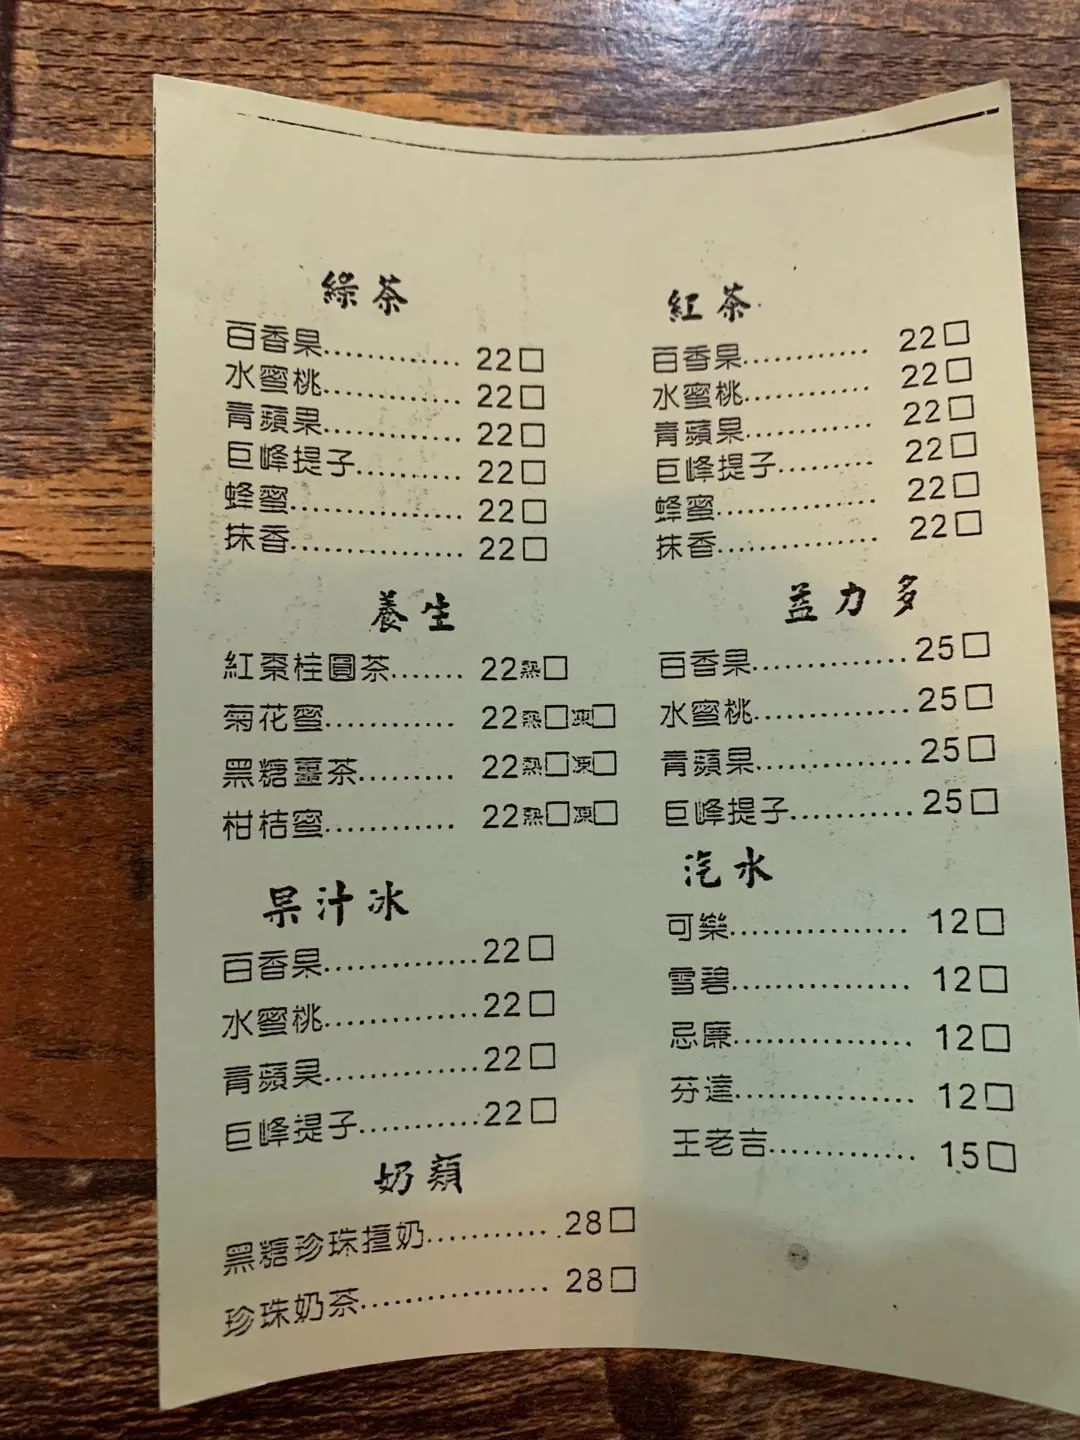 綠茶
百香果............. 22□
水蜜桃............. 22□
青蘋果............. 22□
巨峰提子.......... 22□
蜂蜜................ 22□
抹香................ 22□
養生
紅棗桂圓茶....... 22熱□
菊花蜜............ 22熱□凍□
黑糖薑茶......... 22熱□凍□
柑桔蜜............ 22熱□凍□
果汁冰
百香果..............22□
水蜜桃..............22□
青蘋果..............22□
巨峰提子...........22□
奶類
黑糖珍珠撞奶........... 28□
珍珠奶茶................. 28□
紅茶
百香果............ 22□
水蜜桃............ 22□
青蘋果............ 22□
巨峰提子......... 22□
蜂蜜............... 22□
抹香............... 22□
益力多
百香果..............25□
水蜜桃..............25□
青蘋果..............25□
巨峰提子...........25□
汽水
可樂................ 12□
雪碧................ 12□
忌廉................ 12□
芬達................ 12□
王老吉............. 15□